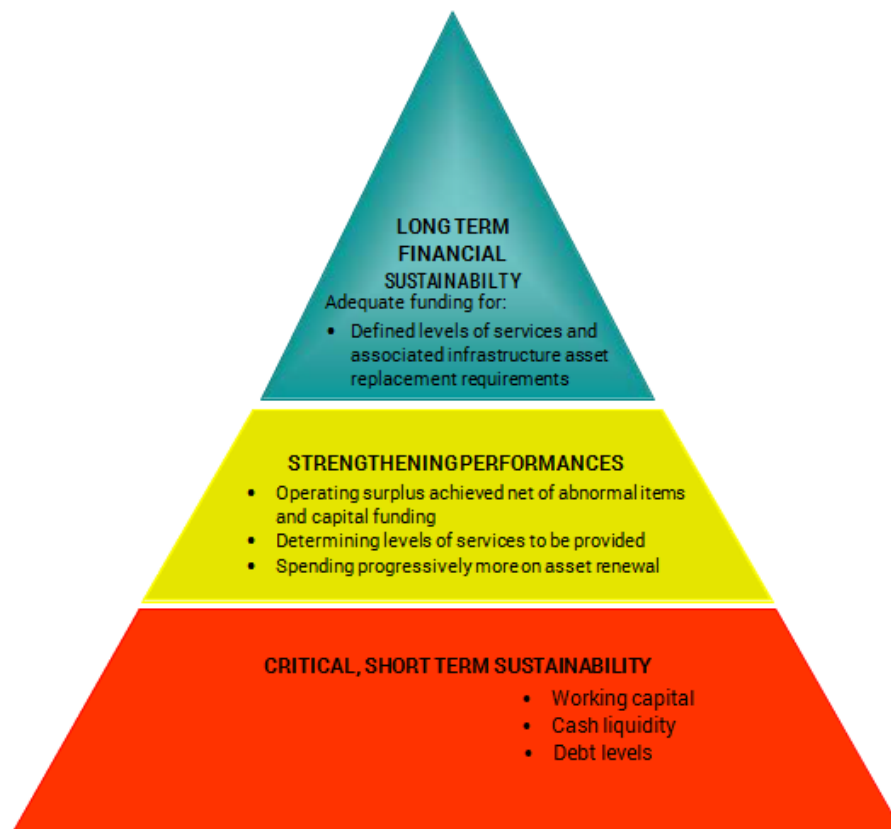 LONG TERM
FINANCIAL
SUSTAINABILTY
Adequate funding for:
• Defined levels of services and
associated infrastructure asset
replacement requirements
STRENGTHENING PERFORMANCES
• Operating surplus achieved net of abnormal items
and capital funding
• Determining levels of services to be provided
• Spending progressively more on asset renewal
CRITICAL, SHORT TERM SUSTAINABILITY
• Working capital
• Cash liquidity
• Debt levels